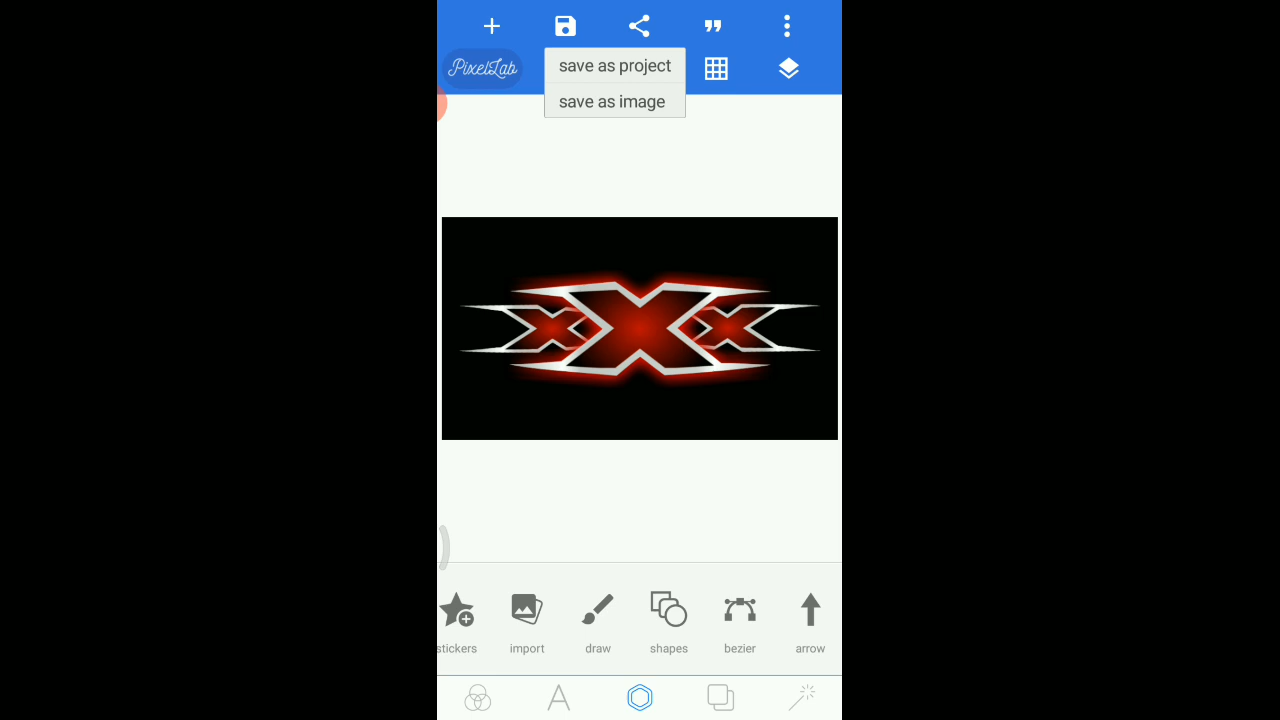 PixelLab
save as project
save as image
stickers
import
draw
shapes
bezier
arrow